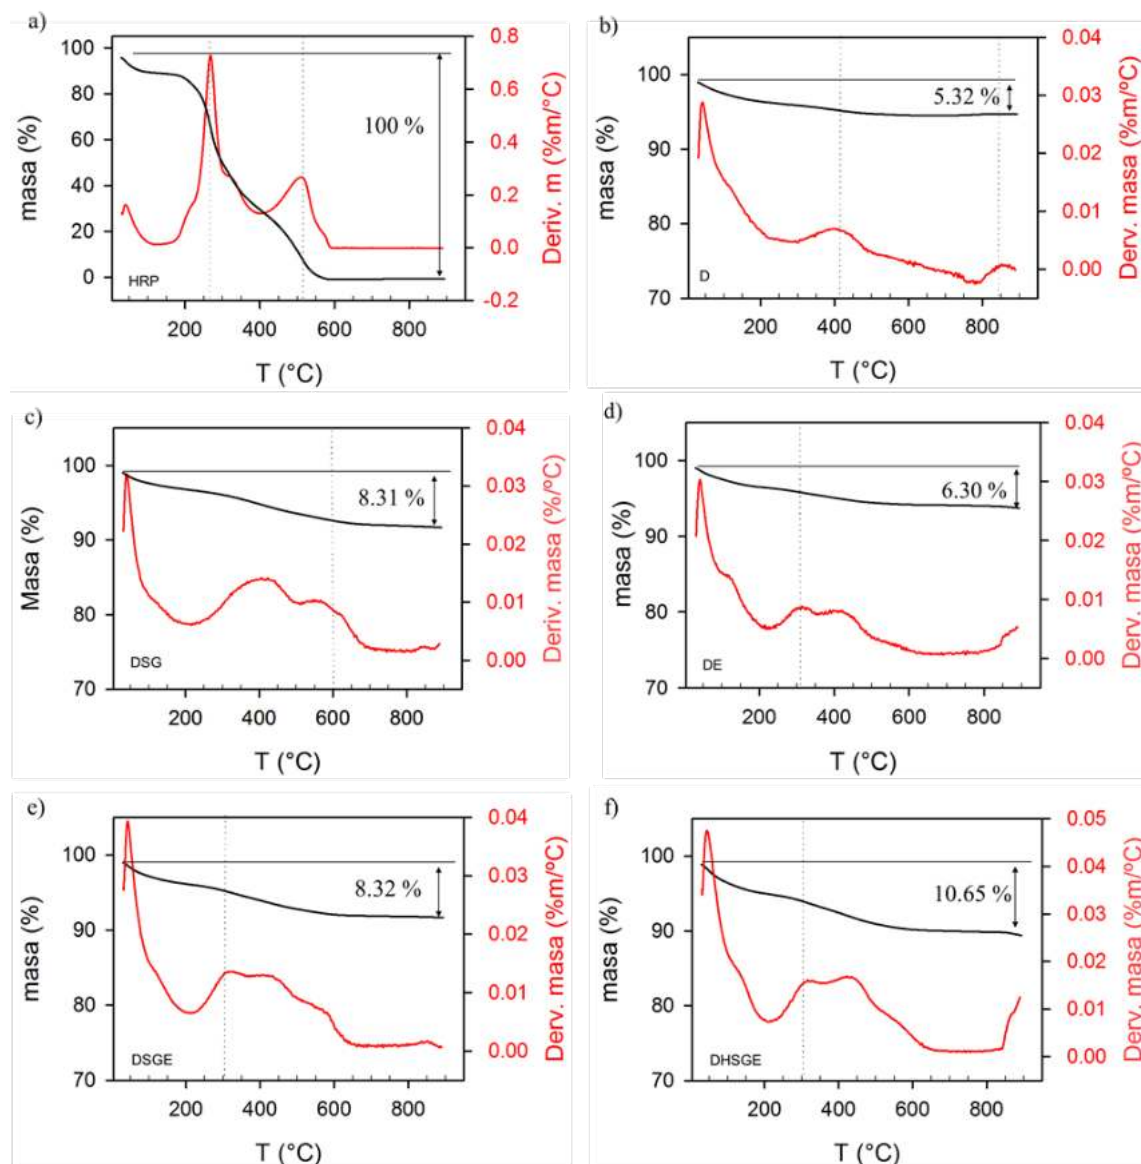 a)
100
80
60
40
20
0
masa (%)
0.8
0.6
0.4
0.2
0.0
-0.2
Deriv. m (%m/°C)
100 %
HRP
200 400 600 800
T (°C)
b)
100
90
80
70
masa (%)
0.04
0.03
0.02
0.01
0.00
Derv. masa (%m/ºC)
5.32 %
D
200 400 600 800
T (°C)
c)
100
90
80
70
Masa (%)
0.04
0.03
0.02
0.01
0.00
Deriv. masa (%/ºC)
8.31 %
DSG
200 400 600 800
T (°C)
d)
100
90
80
70
masa (%)
0.04
0.03
0.02
0.01
0.00
Derv. masa (%m/ºC)
6.30 %
DE
200 400 600 800
T (°C)
e)
100
90
80
70
masa (%)
0.04
0.03
0.02
0.01
0.00
Derv. masa (%m/ºC)
8.32 %
DSGE
200 400 600 800
T (°C)
f)
100
90
80
70
masa (%)
0.05
0.04
0.03
0.02
0.01
0.00
Derv. masa (%m/ºC)
10.65 %
DHSGE
200 400 600 800
T (°C)